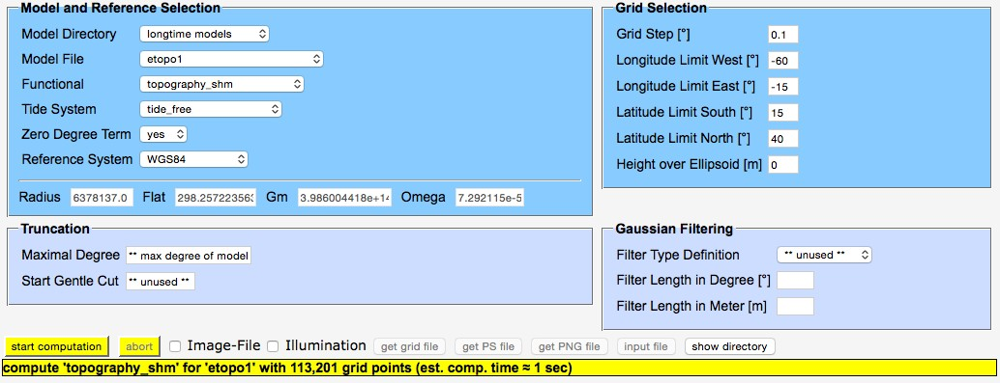 Model and Reference Selection
Model Directory longtime models
Model File etopo1
Functional topography_shm
Tide System tide_free
Zero Degree Term yes
Reference System WGS84
Radius 6378137.0 Flat 298.257223563 Gm 3.986004418e+14 Omega 7.292115e-5
Grid Selection
Grid Step [°] 0.1
Longitude Limit West [°] -60
Longitude Limit East [°] -15
Latitude Limit South [°] 15
Latitude Limit North [°] 40
Height over Ellipsoid [m] 0
Truncation
Maximal Degree ** max degree of model
Start Gentle Cut ** unused **
Gaussian Filtering
Filter Type Definition ** unused **
Filter Length in Degree [°]
Filter Length in Meter [m]
start computation abort Image-File Illumination get grid file get PS file get PNG file input file show directory
compute 'topography_shm' for 'etopo1' with 113,201 grid points (est. comp. time ≈ 1 sec)